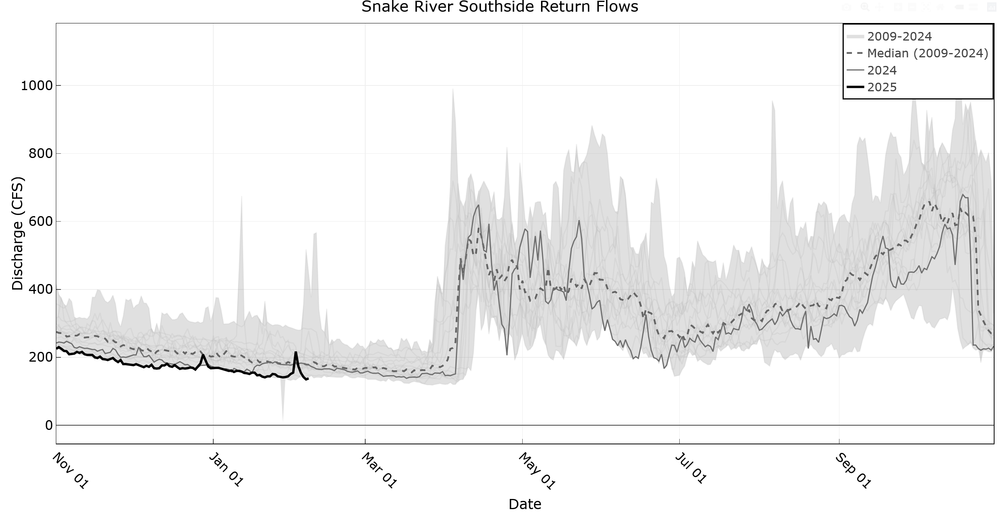 Snake River Southside Return Flows
2009-2024
Median (2009-2024)
2024
2025
Discharge (CFS)
1000
800
600
400
200
0
Nov 01
Jan 01
Mar 01
May 01
Jul 01
Sep 01
Date